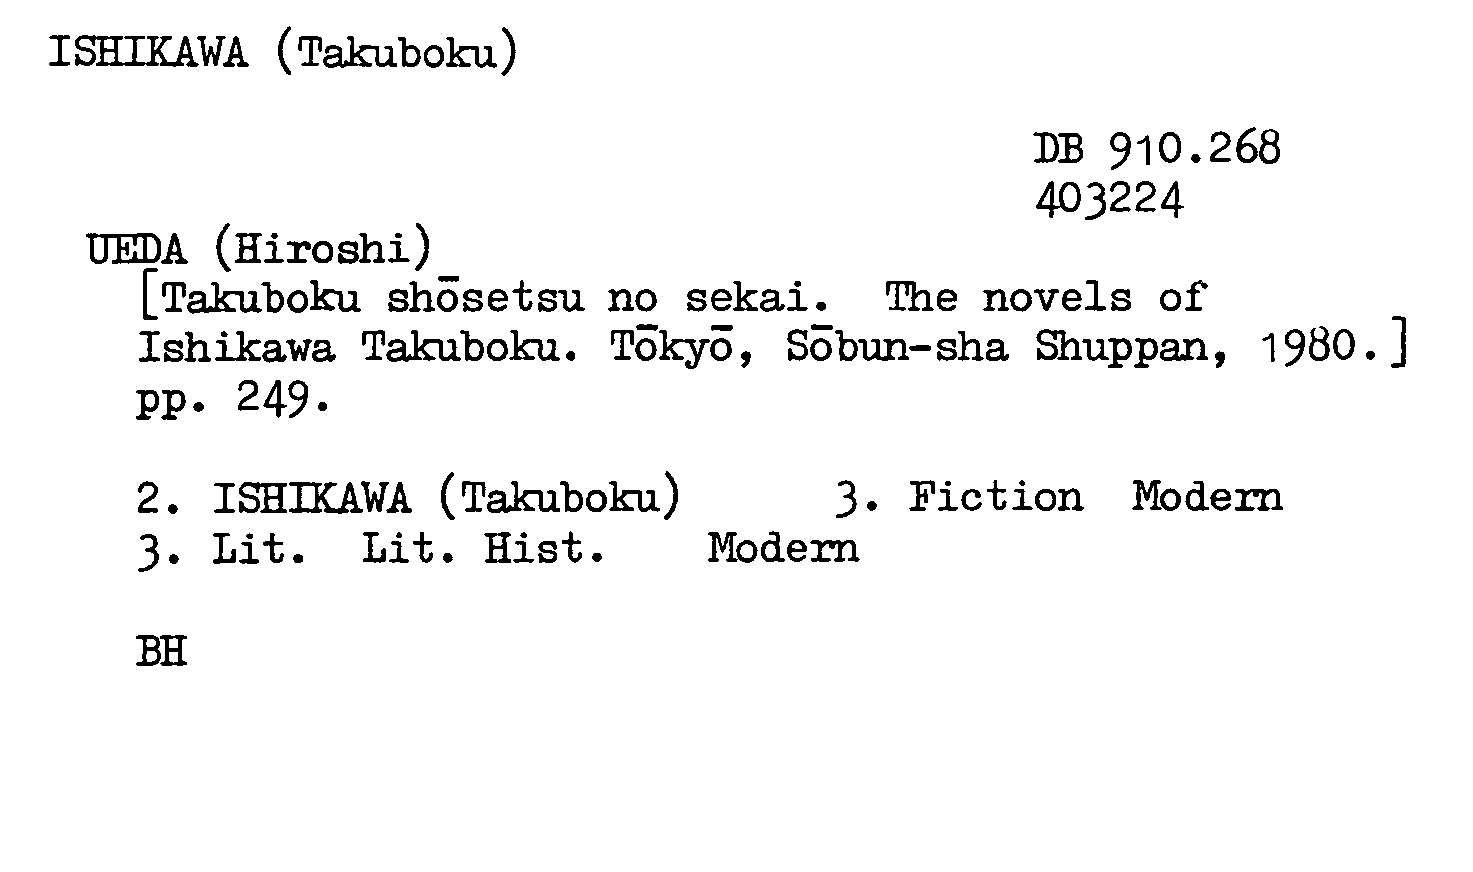 ISHIKAWA (Takuboku)
DB 910.268
403224
UEDA (Hiroshi)
[Takuboku shōsetsu no sekai. The novels of
Ishikawa Takuboku. Tōkyō, Sōbun-sha Shuppan, 1980.]
pp. 249.
2. ISHIKAWA (Takuboku) 3. Fiction Modern
3. Lit. Lit. Hist. Modern
BH